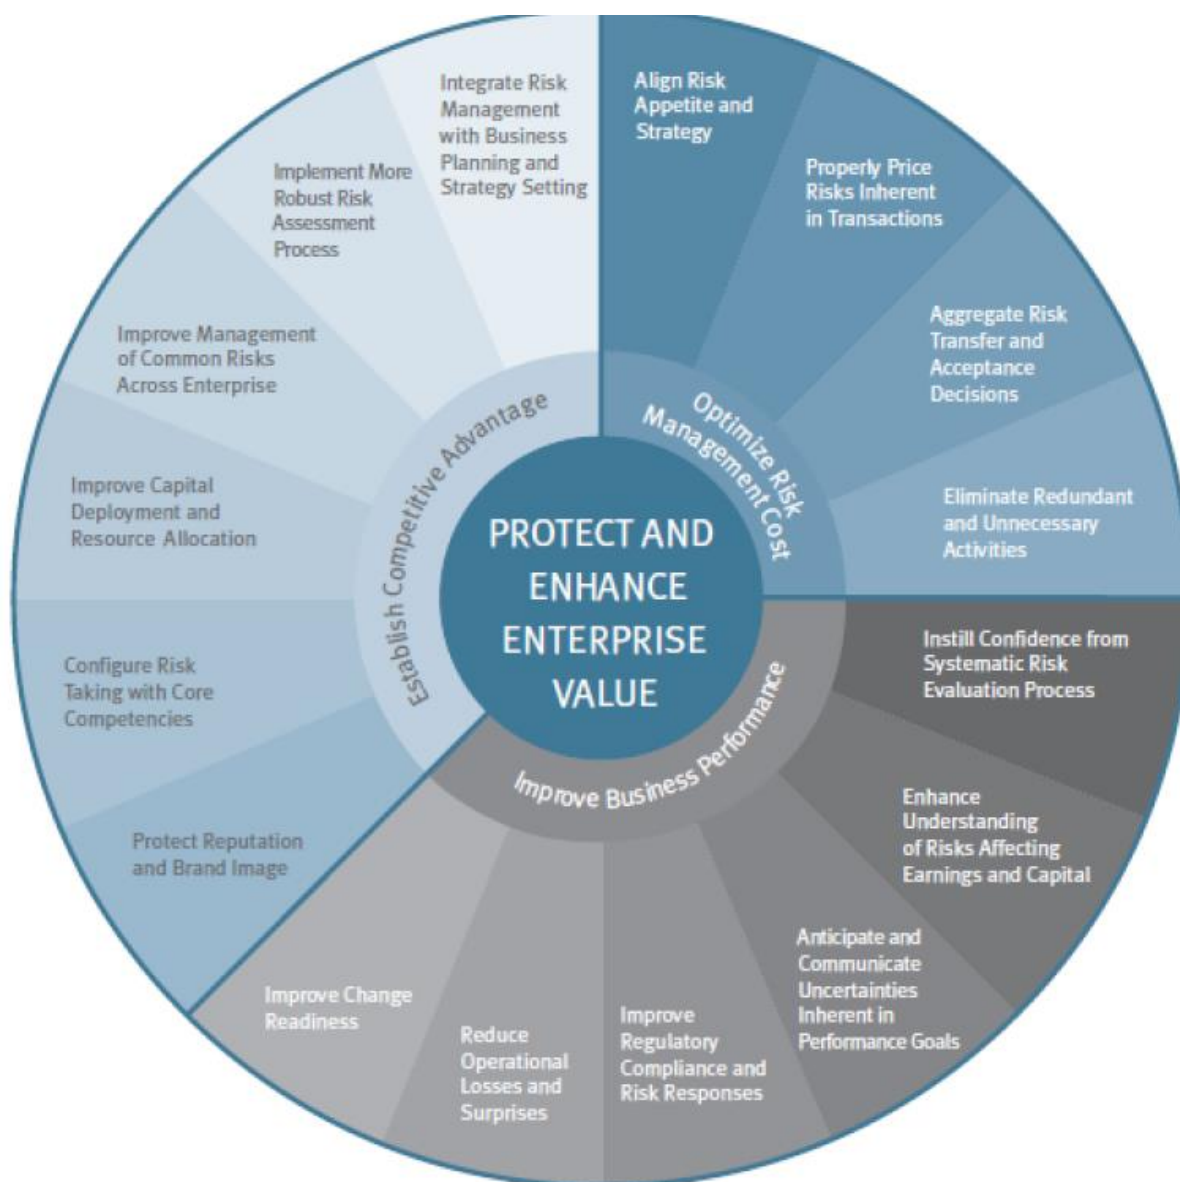 PROTECT AND
ENHANCE
ENTERPRISE
VALUE
Optimize Risk
Management Cost
Align Risk
Appetite and
Strategy
Properly Price
Risks Inherent
in Transactions
Aggregate Risk
Transfer and
Acceptance
Decisions
Eliminate Redundant
and Unnecessary
Activities
Improve Business Performance
Instill Confidence from
Systematic Risk
Evaluation Process
Enhance
Understanding
of Risks Affecting
Earnings and Capital
Anticipate and
Communicate
Uncertainties
Inherent in
Performance Goals
Improve
Regulatory
Compliance and
Risk Responses
Reduce
Operational
Losses and
Surprises
Improve Change
Readiness
Establish Competitive Advantage
Protect Reputation
and Brand Image
Configure Risk
Taking with Core
Competencies
Improve Capital
Deployment and
Resource Allocation
Improve Management
of Common Risks
Across Enterprise
Implement More
Robust Risk
Assessment
Process
Integrate Risk
Management
with Business
Planning and
Strategy Setting